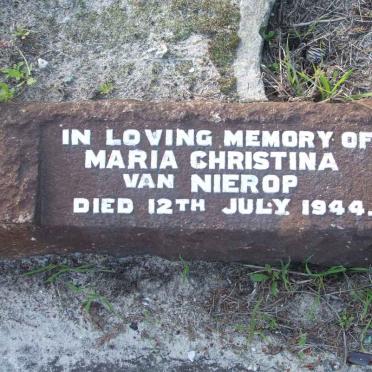 IN LOVING MEMORY OF
MARIA CHRISTINA
VAN NIEROP
DIED 12TH JULY 1944.